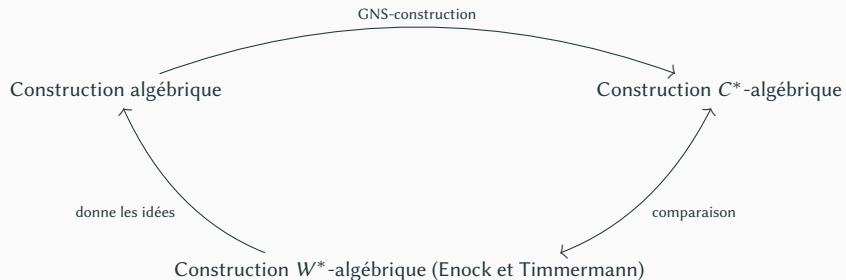 GNS-construction
Construction algébrique
Construction C*-algébrique
donne les idées
comparaison
Construction W*-algébrique (Enock et Timmermann)